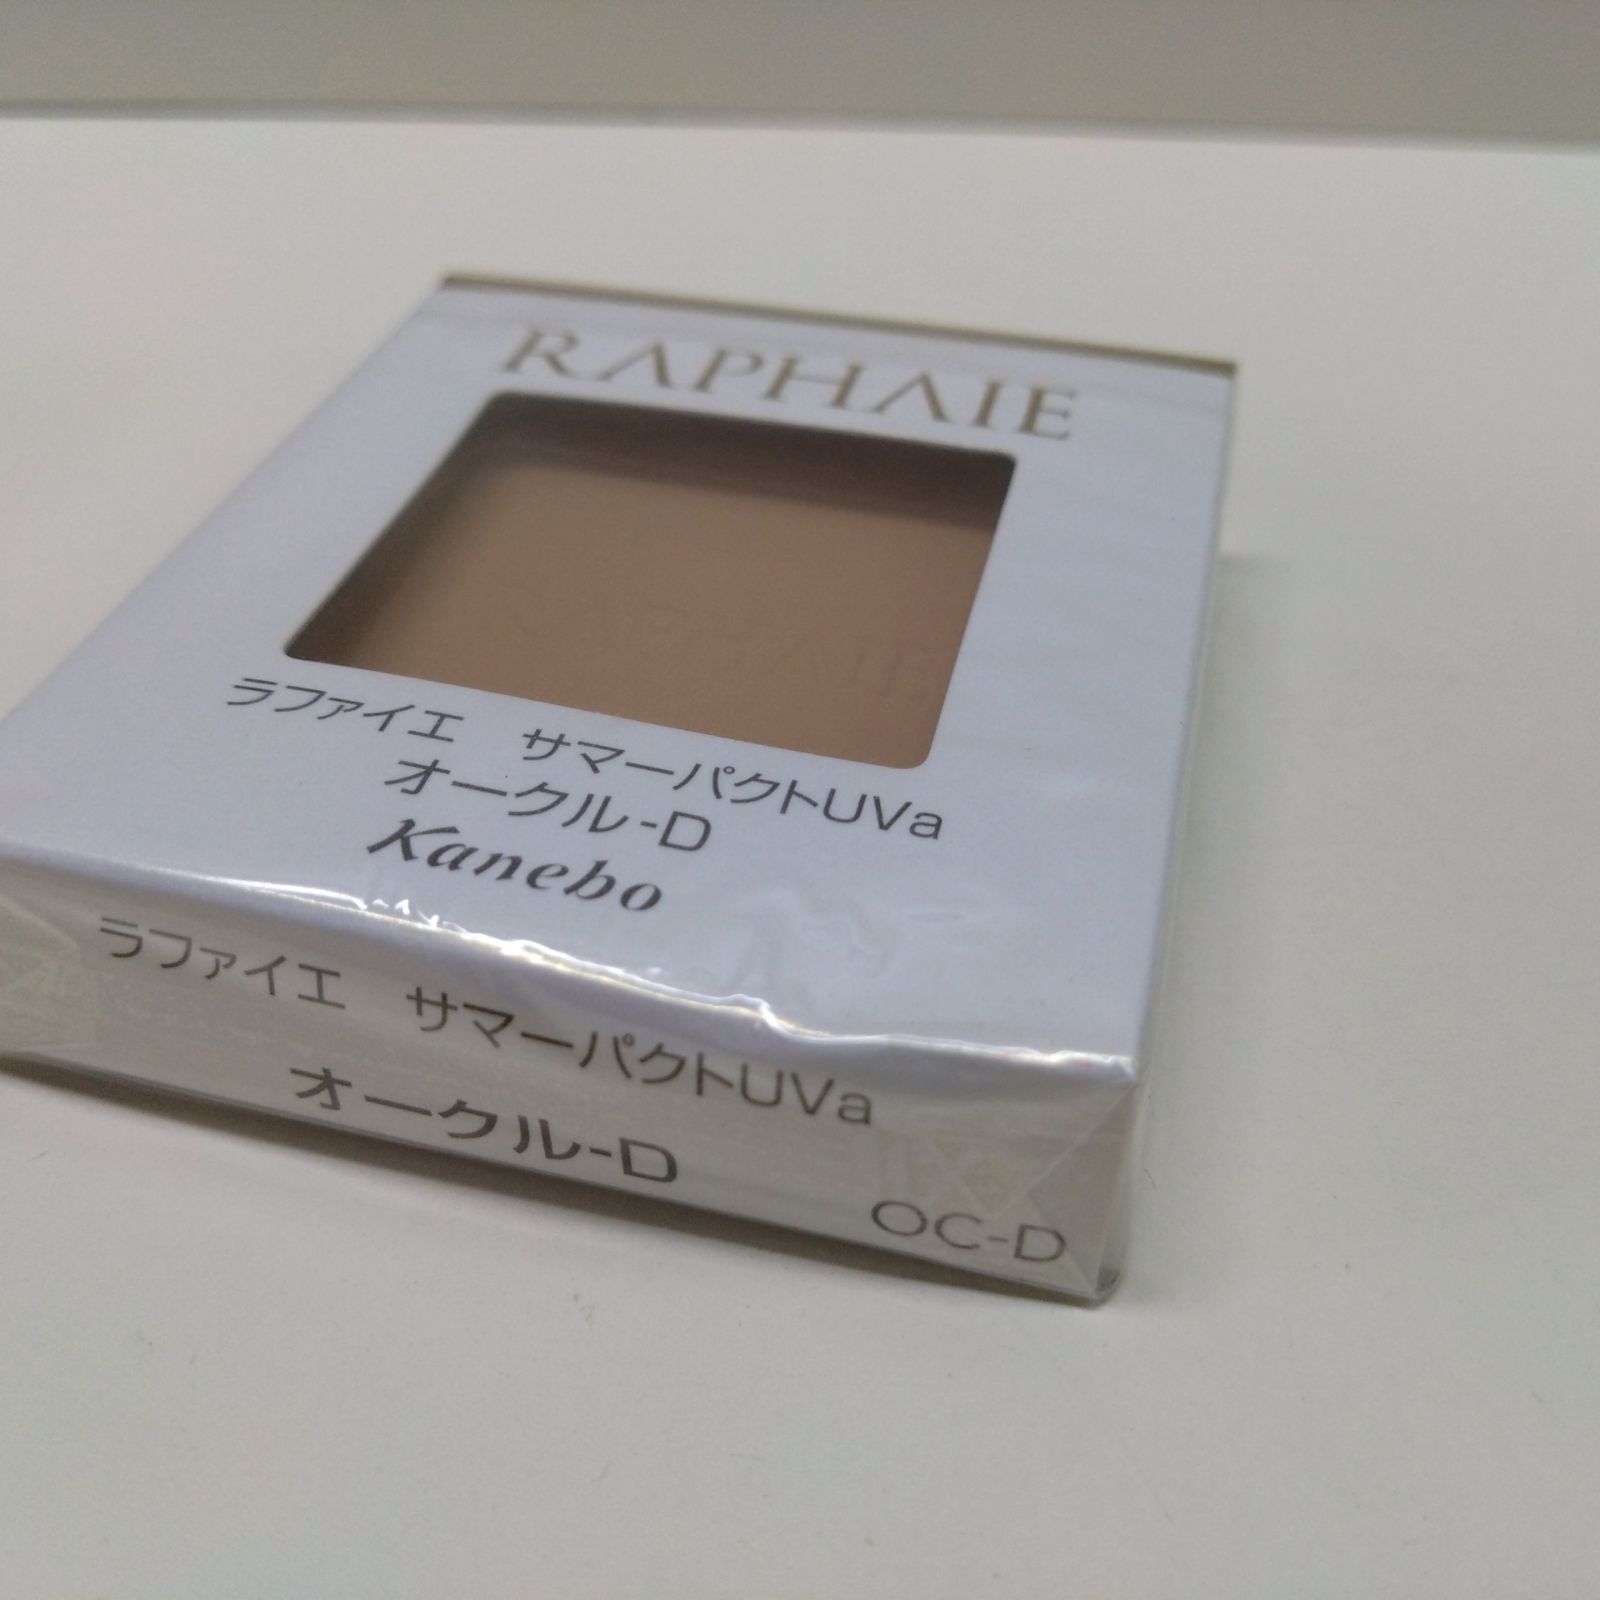 RAPHAIE
RAPHAIE
ラファイエ　サマーパクトUVa
オークル-D
Kanebo
ラファイエ　サマーパクトUVa
オークル-D
OC-D